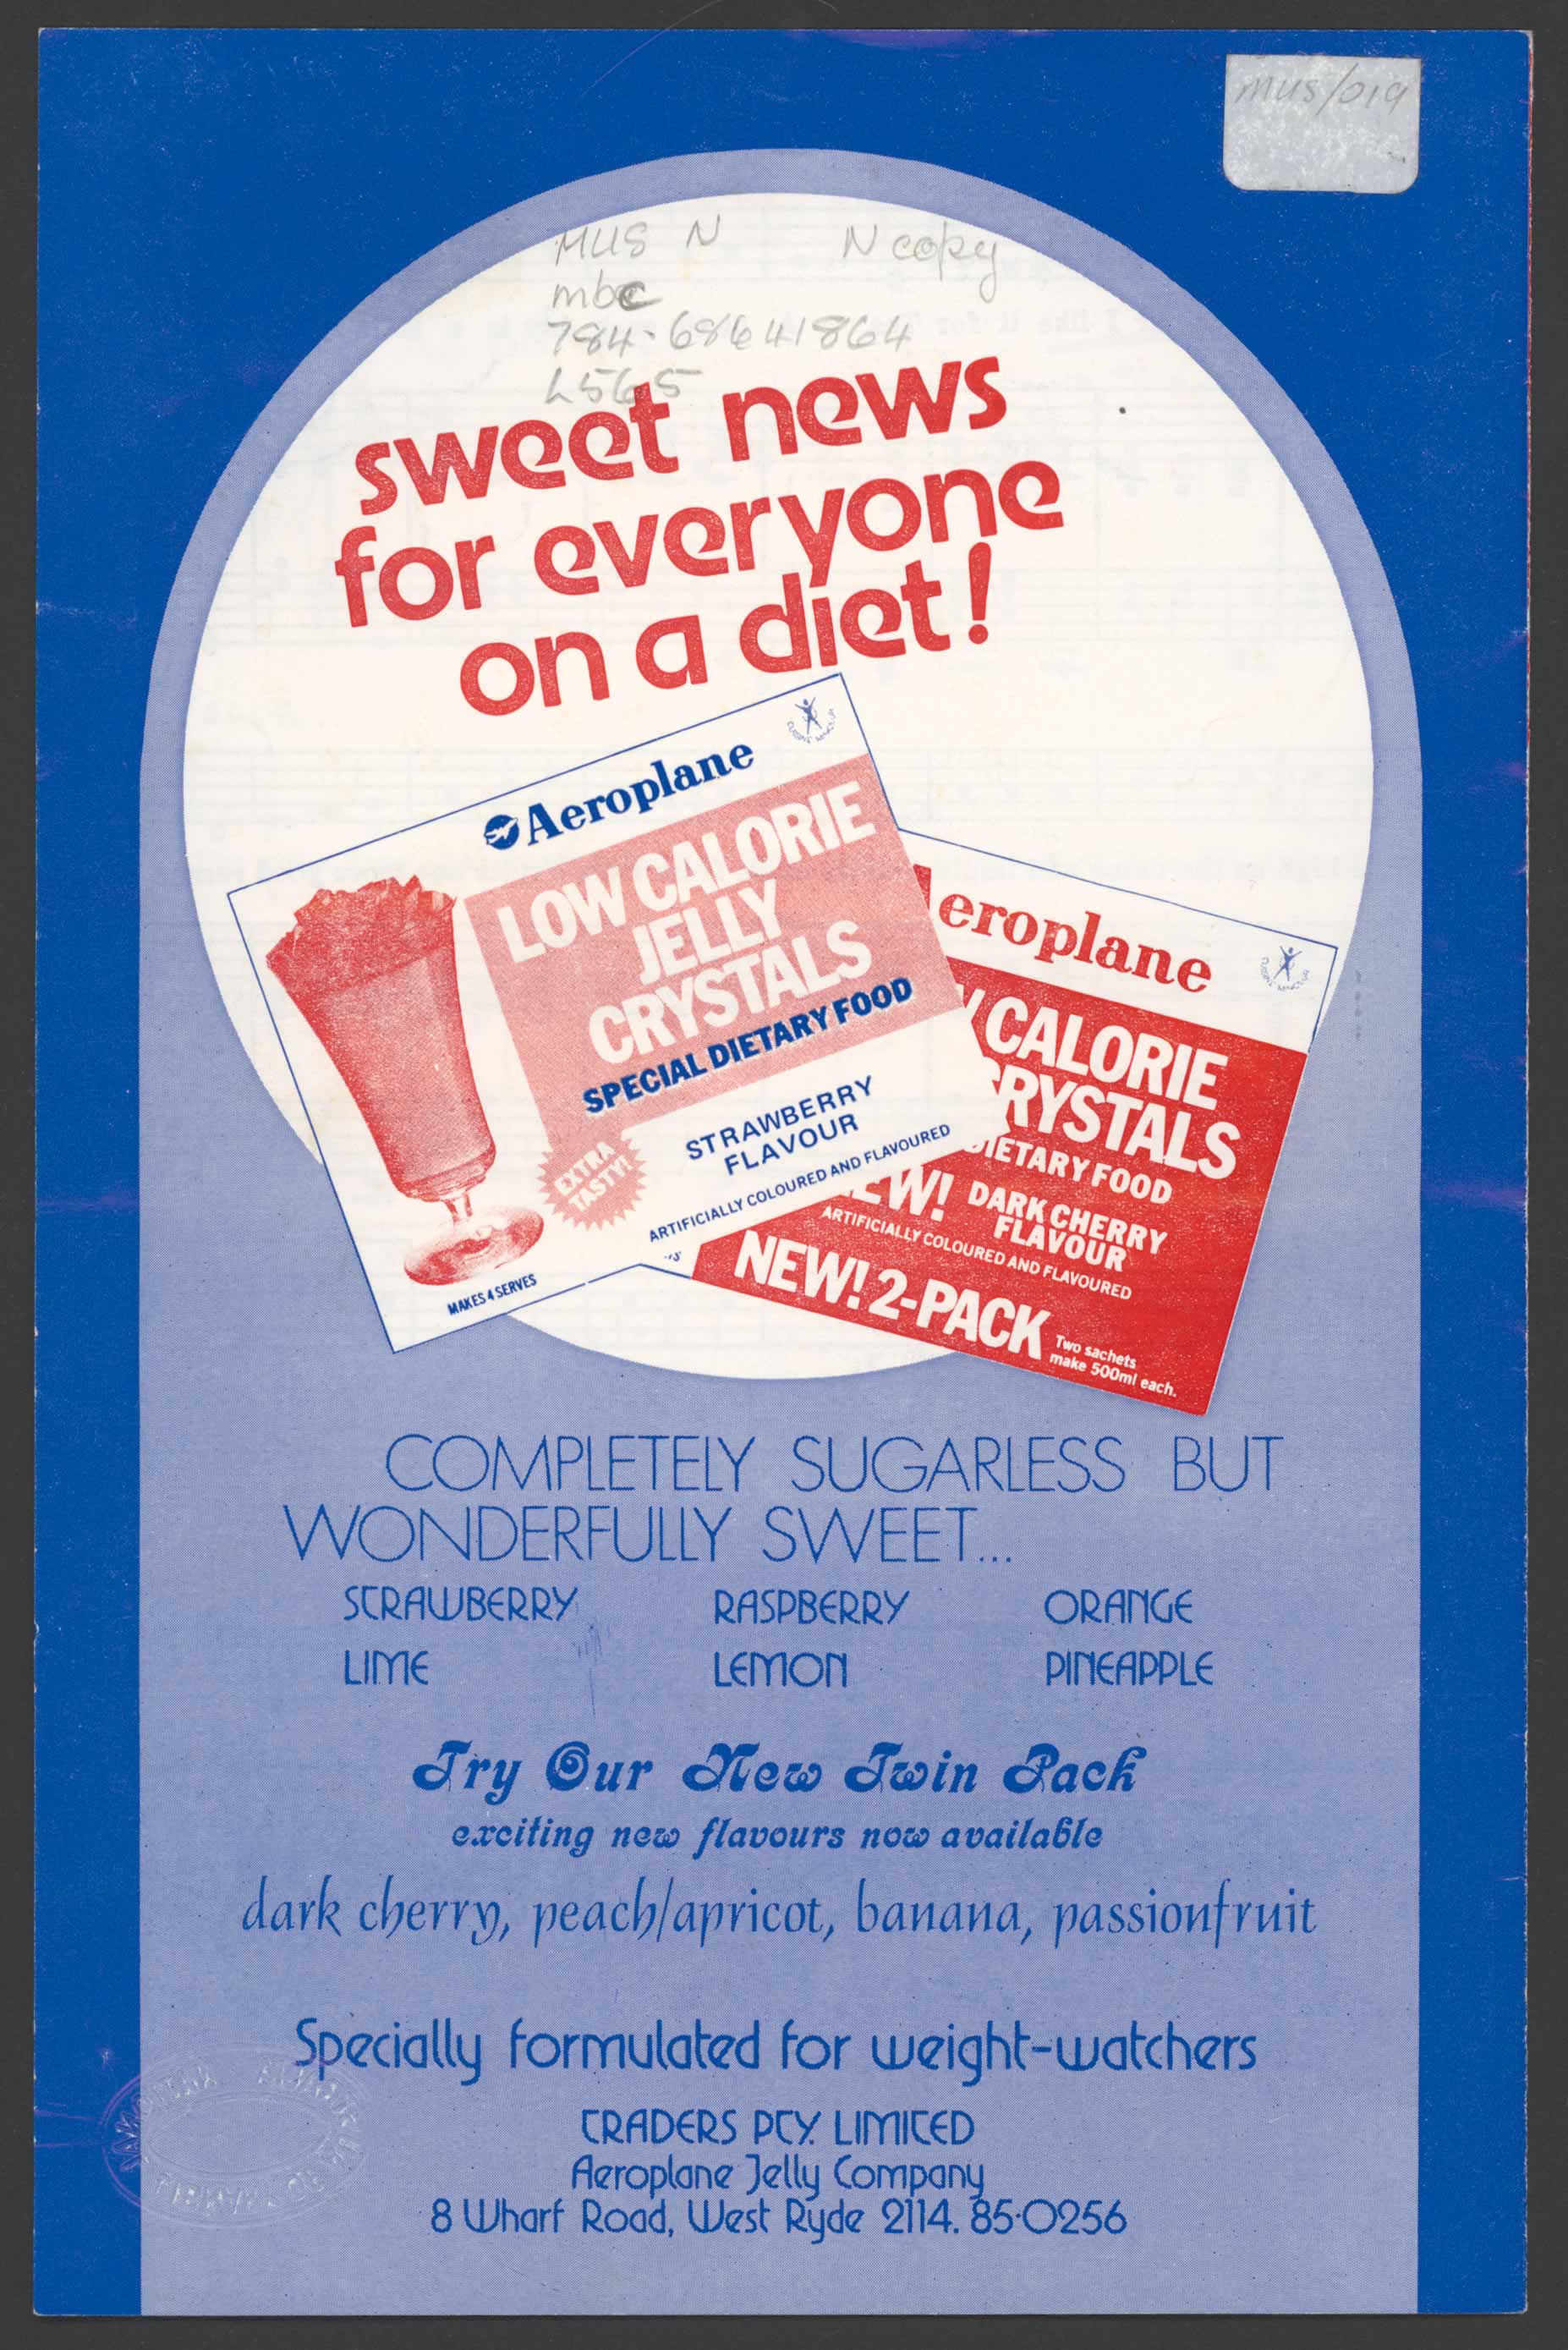 mus/019
MUS N N copy
mbc
784.68641864
L565
sweet news
for everyone
on a diet!
Aeroplane
LOW CALORIE
JELLY
CRYSTALS
SPECIAL DIETARY FOOD
STRAWBERRY
FLAVOUR
ARTIFICIALLY COLOURED AND FLAVOURED
EXTRA
TASTY!
MAKES 4 SERVES
eroplane
CALORIE
RYSTALS
DIETARY FOOD
EW! DARK CHERRY
FLAVOUR
ARTIFICIALLY COLOURED AND FLAVOURED
NEW! 2-PACK
Two sachets
make 500ml each.
COMPLETELY SUGARLESS BUT
WONDERFULLY SWEET...
STRAWBERRY RASPBERRY ORANGE
LIME LEMON PINEAPPLE
Try Our New Twin Pack
exciting new flavours now available
dark cherry, peach/apricot, banana, passionfruit
Specially formulated for weight-watchers
TRADERS PTY. LIMITED
Aeroplane Jelly Company
8 Wharf Road, West Ryde 2114. 85·0256